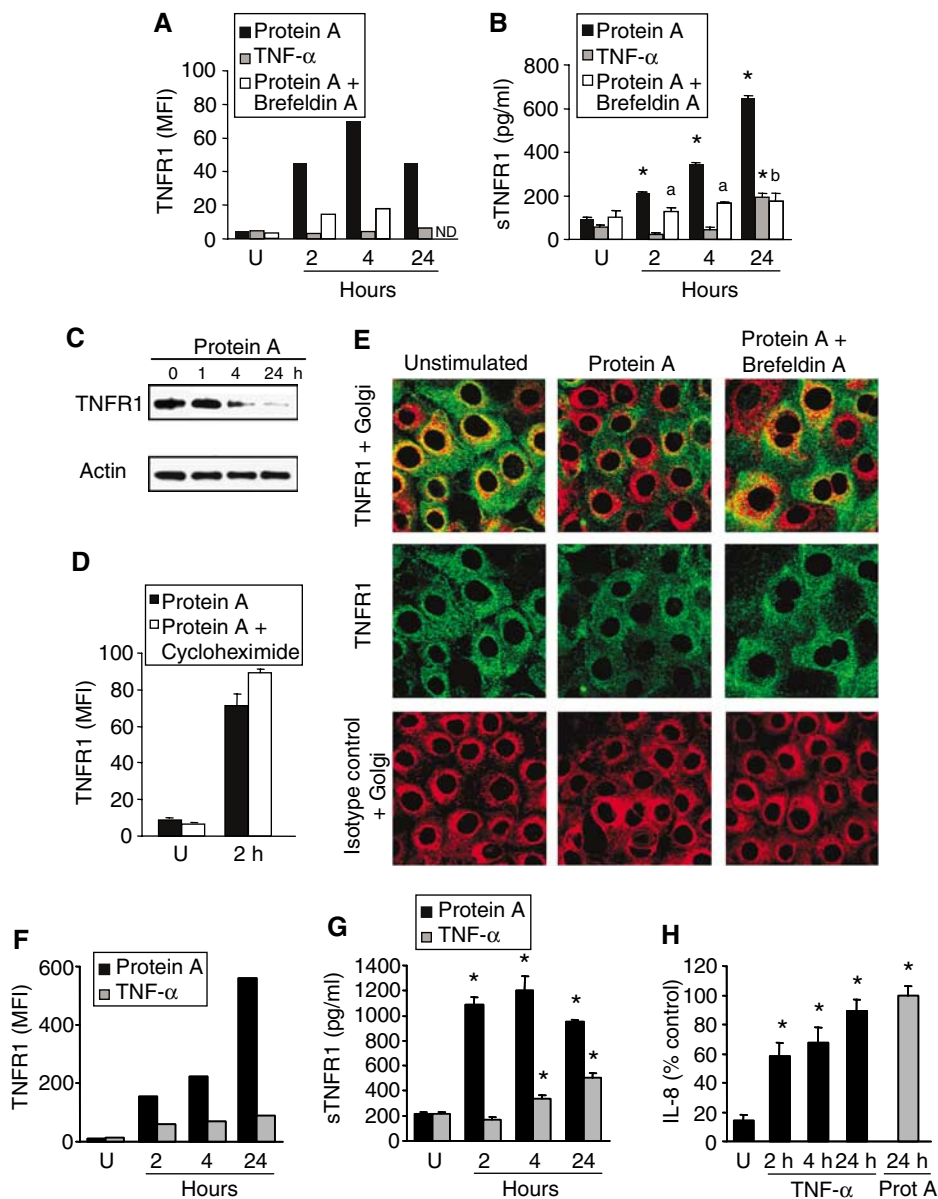 A
Protein A
TNF-α
Protein A +
Brefeldin A
TNFR1 (MFI)
100
80
60
40
20
0
ND
U
2
4
24
Hours
B
Protein A
TNF-α
Protein A +
Brefeldin A
sTNFR1 (pg/ml)
800
600
400
200
0
*
*
*
*
a
a
b
U
2
4
24
Hours
C
Protein A
0 1 4 24 h
TNFR1
Actin
D
Protein A
Protein A +
Cycloheximide
TNFR1 (MFI)
100
80
60
40
20
0
U
2 h
E
Unstimulated
Protein A
Protein A +
Brefeldin A
TNFR1 + Golgi
TNFR1
Isotype control
+ Golgi
F
Protein A
TNF-α
TNFR1 (MFI)
600
400
200
0
U
2
4
24
Hours
G
Protein A
TNF-α
sTNFR1 (pg/ml)
1400
1200
1000
800
600
400
200
0
*
*
*
*
*
U
2
4
24
Hours
H
IL-8 (% control)
120
100
80
60
40
20
0
*
*
*
*
U
2 h
4 h
24 h
24 h
TNF-α
Prot A